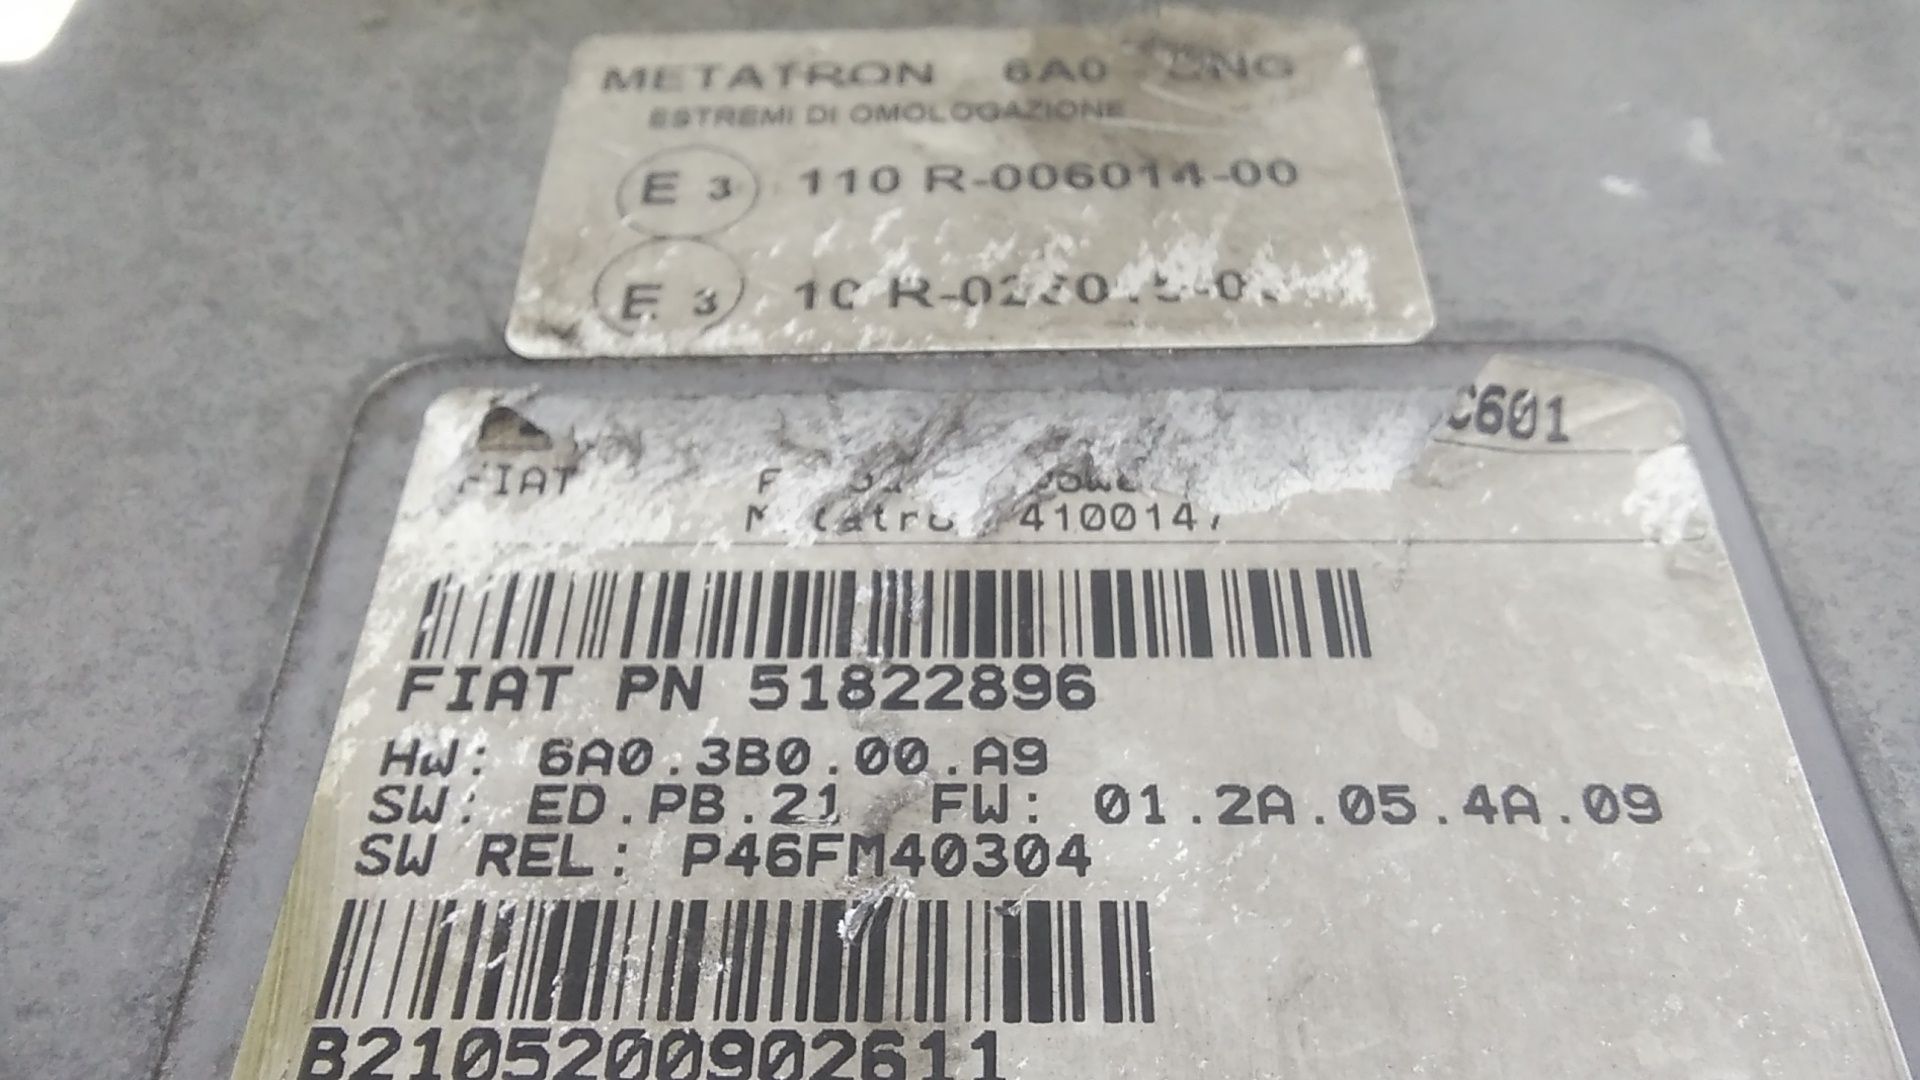 METATRON 6A0
ESTREMI DI OMOLOGAZIONE
E 3 110 R-006014-00
E 3
FIAT
Metatron 4100147
FIAT PN 51822896
HW: 6A0.3B0.00.A9
SW: ED.PB.21 FW: 01.2A.05.4A.09
SW REL: P46FM40304
B2105200902611